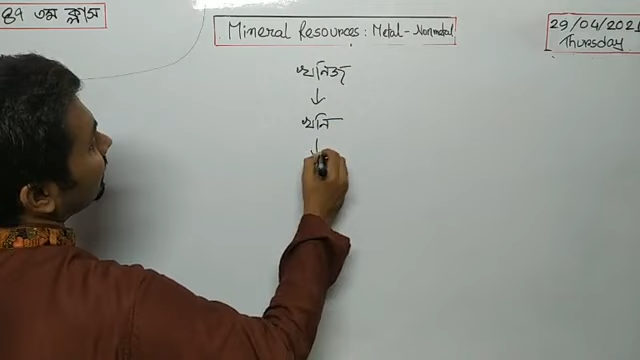 ৪৭ তম ক্লাস
Mineral Resources : Metal - Nonmetal
29/04/2021
Thursday
খনিজ
↓
খনি
↓